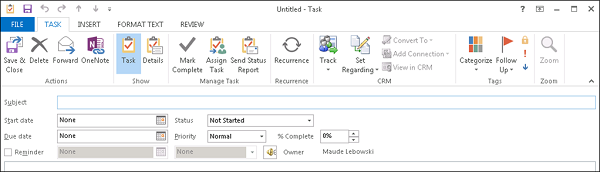 Untitled - Task
FILE TASK INSERT FORMAT TEXT REVIEW
Save & Close Delete Forward OneNote Task Details Mark Complete Assign Task Send Status Report Recurrence Track Set Regarding Convert To Add Connection View in CRM Categorize Follow Up Zoom
Actions Show Manage Task Recurrence CRM Tags Zoom
Subject
Start date None Status Not Started
Due date None Priority Normal % Complete 0%
Reminder None None Owner Maude Lebowski